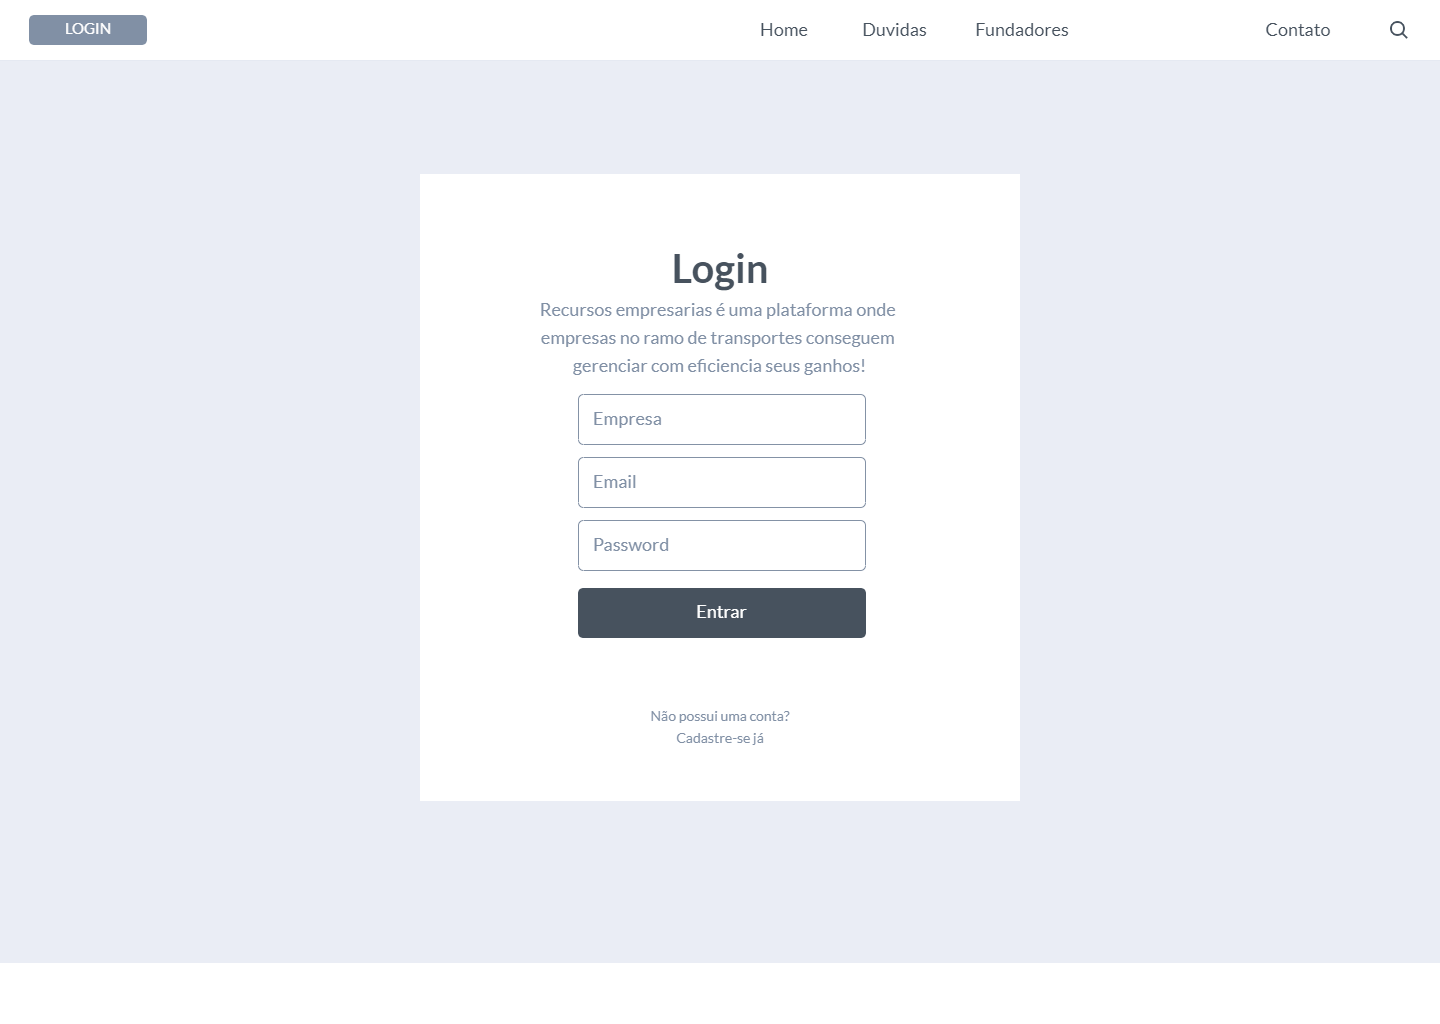 LOGIN
Home
Duvidas
Fundadores
Contato
Login
Recursos empresarias é uma plataforma onde
empresas no ramo de transportes conseguem
gerenciar com eficiencia seus ganhos!
Empresa
Email
Password
Entrar
Não possui uma conta?
Cadastre-se já